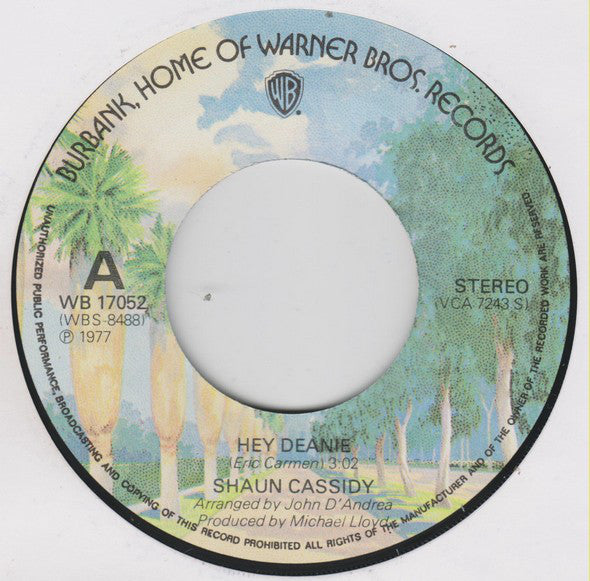 BURBANK, HOME OF WARNER BROS. RECORDS
WB
A
WB 17052
(WBS-8488)
Ⓟ 1977
STEREO
(VCA 7243 S)
HEY DEANIE
(Eric Carmen) 3:02
SHAUN CASSIDY
Arranged by John D'Andrea
Produced by Michael Lloyd
UNAUTHORIZED PUBLIC PERFORMANCE, BROADCASTING AND COPYING OF THIS RECORD PROHIBITED ALL RIGHTS OF THE MANUFACTURER AND OF THE OWNER OF THE RECORDED WORK ARE RESERVED.